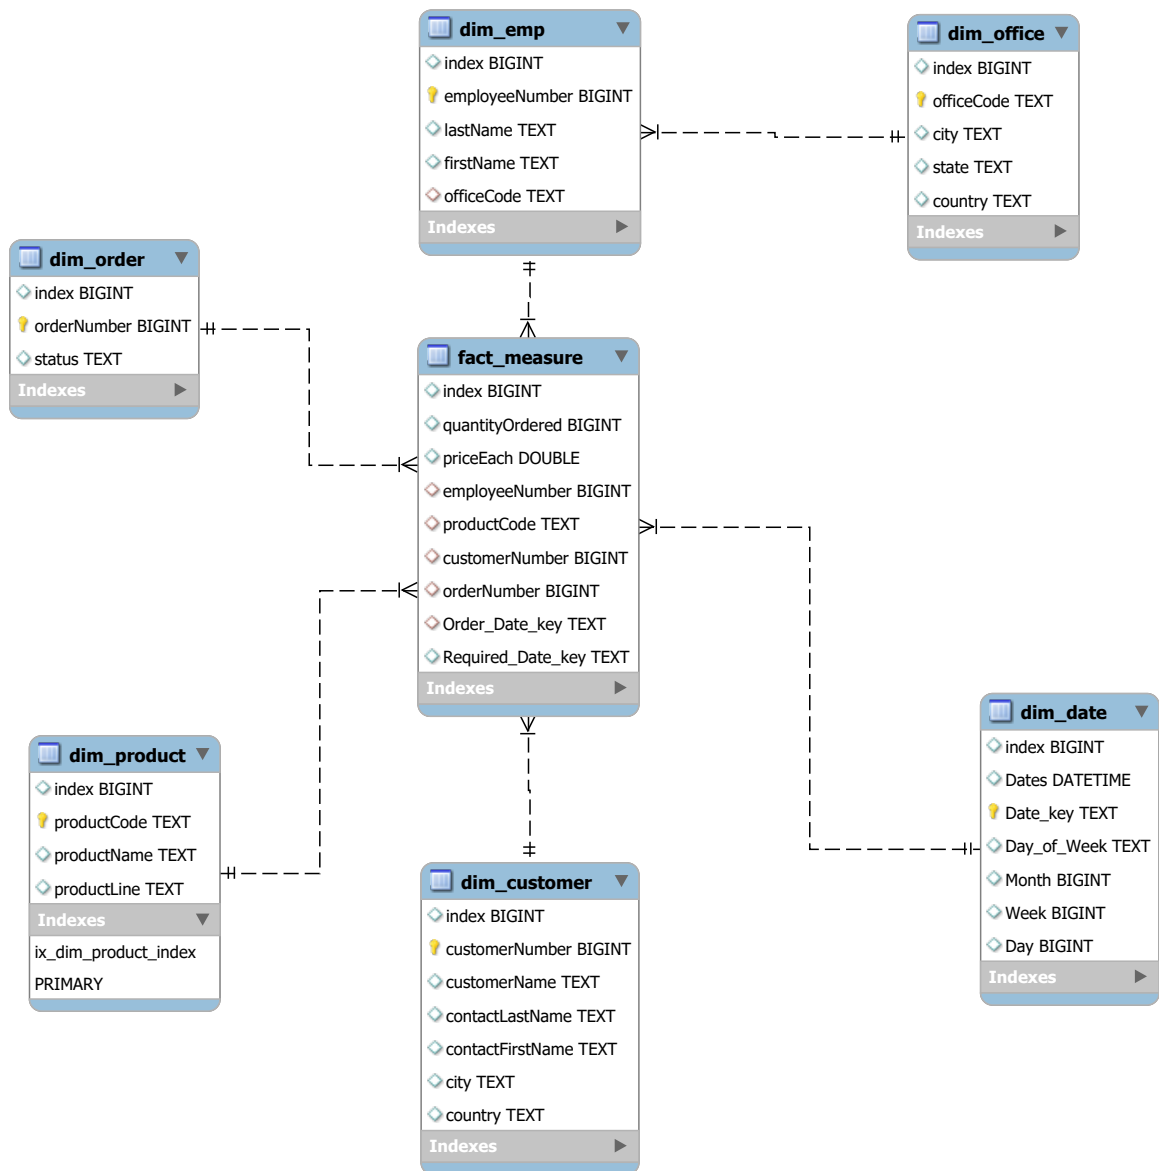 dim_emp
index BIGINT
employeeNumber BIGINT
lastName TEXT
firstName TEXT
officeCode TEXT
Indexes
dim_office
index BIGINT
officeCode TEXT
city TEXT
state TEXT
country TEXT
Indexes
dim_order
index BIGINT
orderNumber BIGINT
status TEXT
Indexes
fact_measure
index BIGINT
quantityOrdered BIGINT
priceEach DOUBLE
employeeNumber BIGINT
productCode TEXT
customerNumber BIGINT
orderNumber BIGINT
Order_Date_key TEXT
Required_Date_key TEXT
Indexes
dim_product
index BIGINT
productCode TEXT
productName TEXT
productLine TEXT
Indexes
ix_dim_product_index
PRIMARY
dim_date
index BIGINT
Dates DATETIME
Date_key TEXT
Day_of_Week TEXT
Month BIGINT
Week BIGINT
Day BIGINT
Indexes
dim_customer
index BIGINT
customerNumber BIGINT
customerName TEXT
contactLastName TEXT
contactFirstName TEXT
city TEXT
country TEXT
Indexes